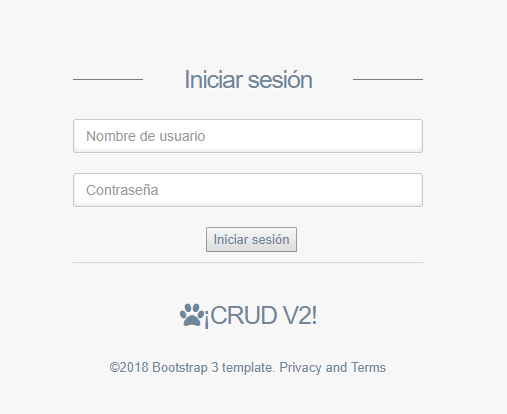 Iniciar sesión
Nombre de usuario
Contraseña
Iniciar sesión
¡CRUD V2!
©2018 Bootstrap 3 template. Privacy and Terms